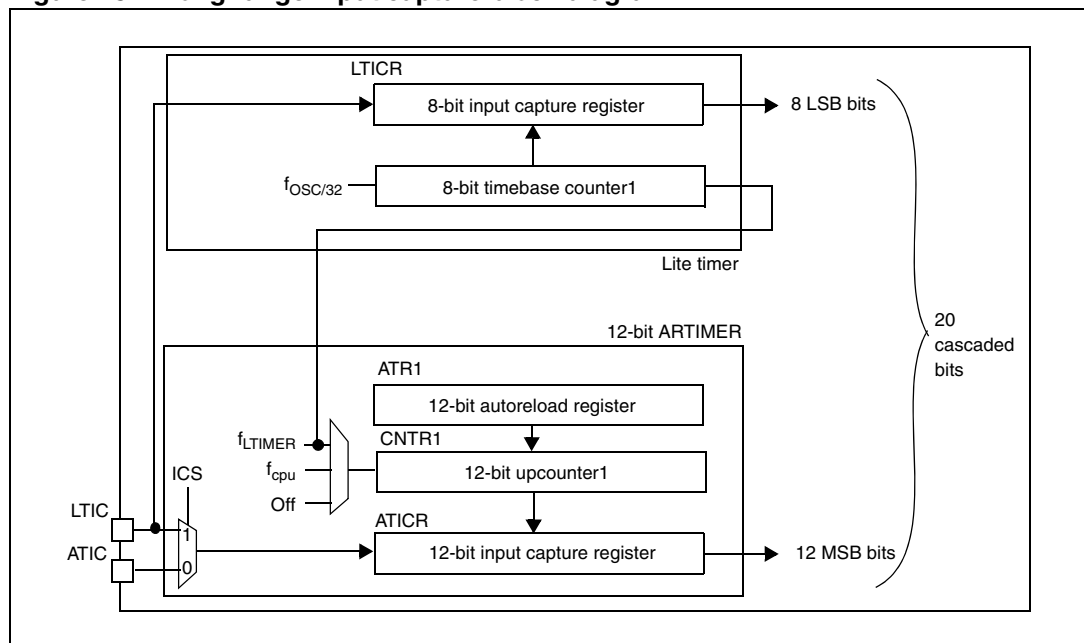 LTICR
8-bit input capture register
8 LSB bits
fOSC/32
8-bit timebase counter1
Lite timer
20
cascaded
bits
12-bit ARTIMER
ATR1
12-bit autoreload register
fLTIMER
CNTR1
fcpu
12-bit upcounter1
ICS
Off
LTIC
ATICR
1
ATIC
12-bit input capture register
12 MSB bits
0